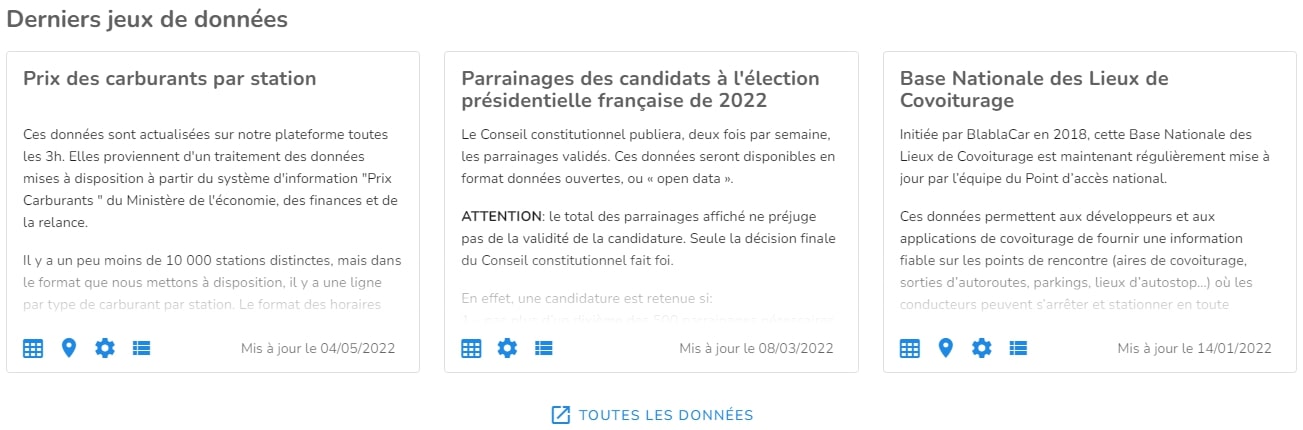 Derniers jeux de données
Prix des carburants par station
Ces données sont actualisées sur notre plateforme toutes
les 3h. Elles proviennent d'un traitement des données
mises à disposition à partir du système d'information "Prix
Carburants " du Ministère de l'économie, des finances et de
la relance.
Il y a un peu moins de 10 000 stations distinctes, mais dans
le format que nous mettons à disposition, il y a une ligne
par type de carburant par station. Le format des horaires
Mis à jour le 04/05/2022
Parrainages des candidats à l'élection
présidentielle française de 2022
Le Conseil constitutionnel publiera, deux fois par semaine,
les parrainages validés. Ces données seront disponibles en
format données ouvertes, ou « open data ».
ATTENTION: le total des parrainages affiché ne préjuge
pas de la validité de la candidature. Seule la décision finale
du Conseil constitutionnel fait foi.
En effet, une candidature est retenue si:
plus d'un dixième des 500 parrainages nécessaires
Mis à jour le 08/03/2022
Base Nationale des Lieux de
Covoiturage
Initiée par BlablaCar en 2018, cette Base Nationale des
Lieux de Covoiturage est maintenant régulièrement mise à
jour par l’équipe du Point d’accès national.
Ces données permettent aux développeurs et aux
applications de covoiturage de fournir une information
fiable sur les points de rencontre (aires de covoiturage,
sorties d’autoroutes, parkings, lieux d’autostop…) où les
conducteurs peuvent s’arrêter et stationner en toute
Mis à jour le 14/01/2022
TOUTES LES DONNÉES